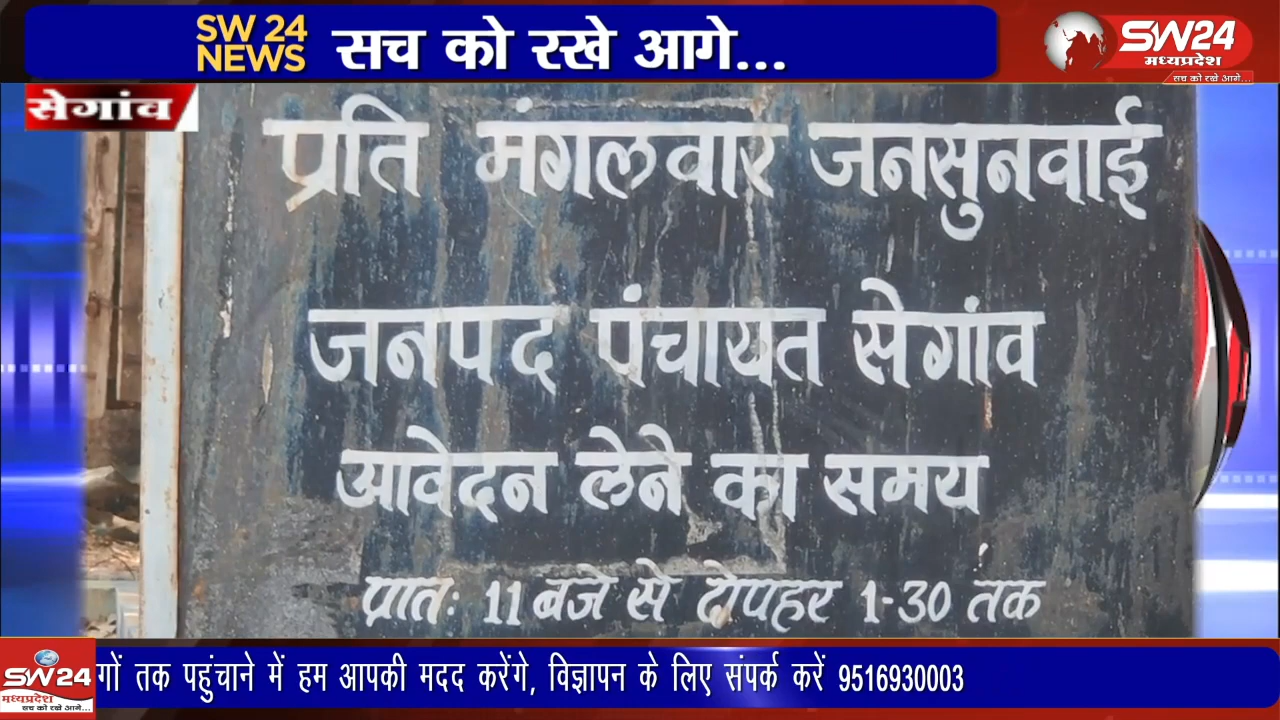 SW 24
NEWS
सच को रखे आगे...
SW24
मध्यप्रदेश
सच को रखे आगे...
सेगांव
प्रति मंगलवार जनसुनवाई
जनपद पंचायत सेगांव
आवेदन लेने का समय
प्रातः 11 बजे से दोपहर 1-30 तक
SW24
मध्यप्रदेश
सच को रखे आगे...
गों तक पहुंचाने में हम आपकी मदद करेंगे, विज्ञापन के लिए संपर्क करें 9516930003